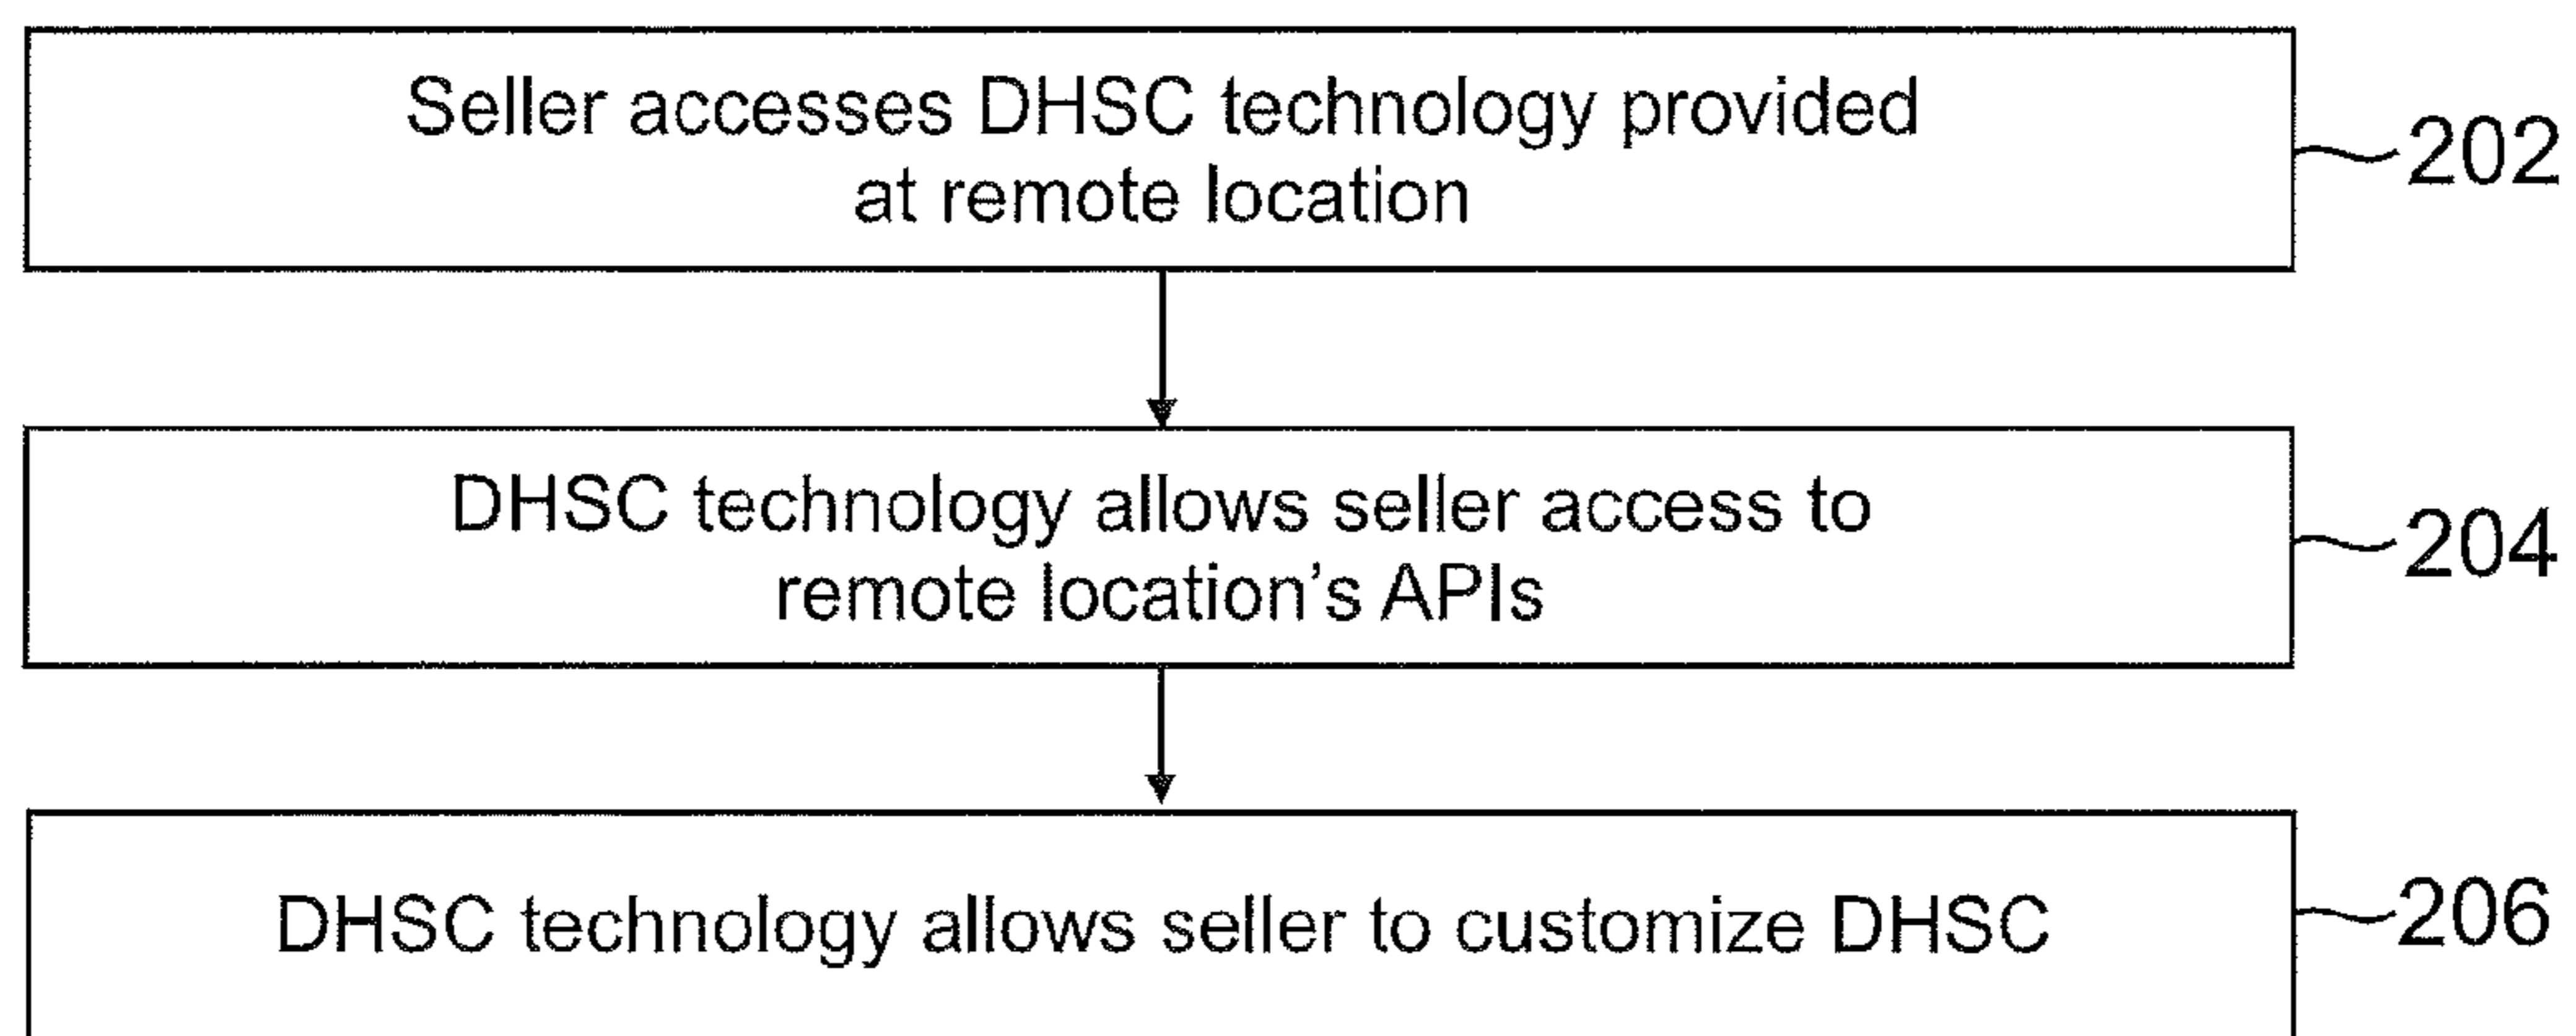 Seller accesses DHSC technology provided
at remote location
202
DHSC technology allows seller access to
remote location's APIs
204
DHSC technology allows seller to customize DHSC
206